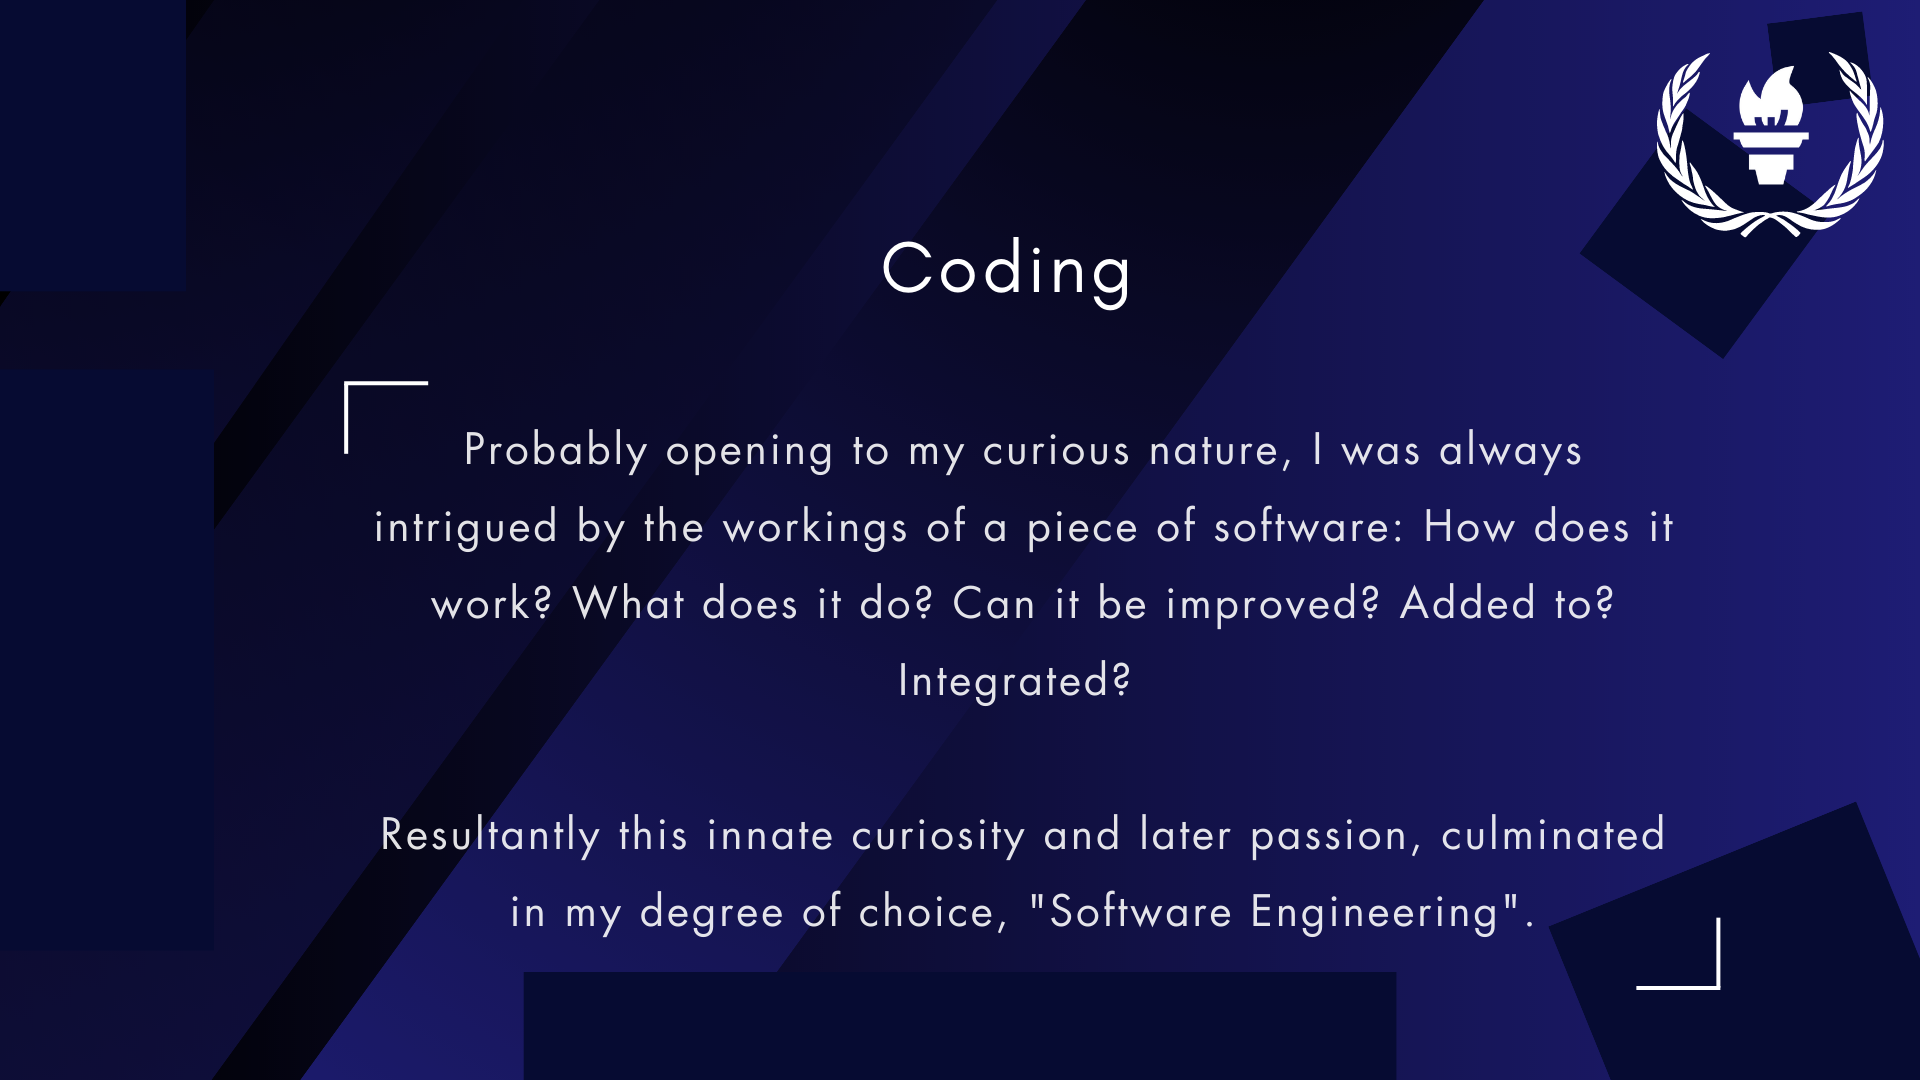 Coding
Probably opening to my curious nature, I was always
intrigued by the workings of a piece of software: How does it
work? What does it do? Can it be improved? Added to?
Integrated?
Resultantly this innate curiosity and later passion, culminated
in my degree of choice, "Software Engineering".